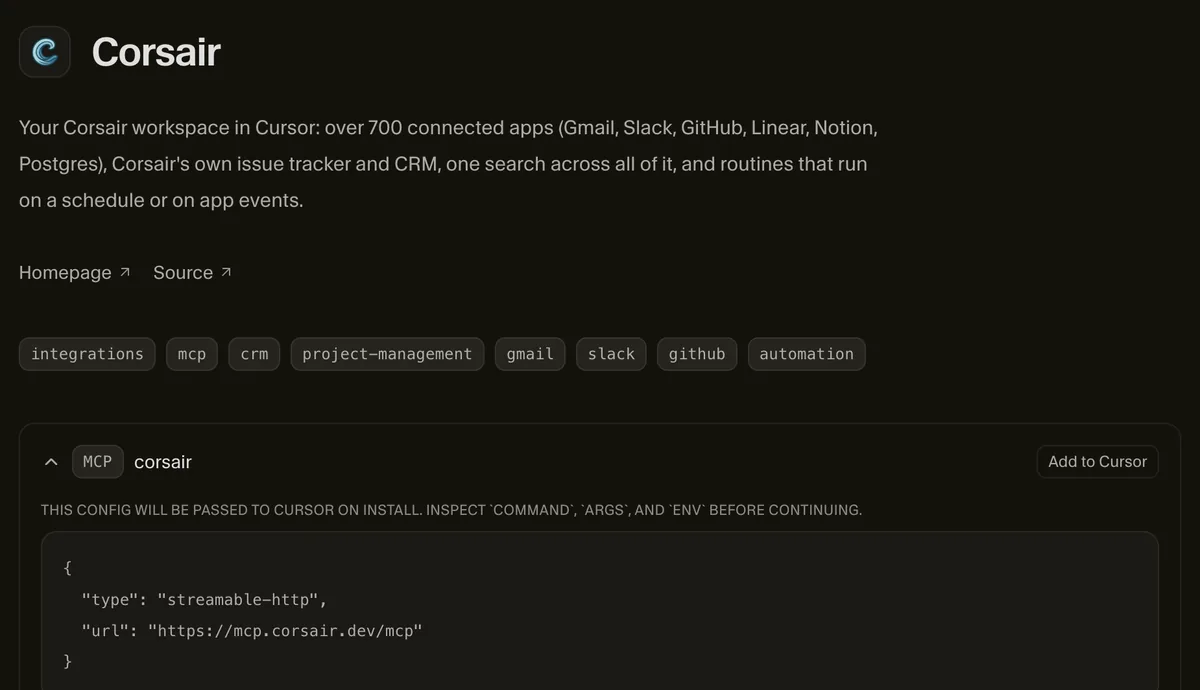 Corsair
Your Corsair workspace in Cursor: over 700 connected apps (Gmail, Slack, GitHub, Linear, Notion,
Postgres), Corsair's own issue tracker and CRM, one search across all of it, and routines that run
on a schedule or on app events.
Homepage ↗ Source ↗
integrations mcp crm project-management gmail slack github automation
MCP corsair Add to Cursor
THIS CONFIG WILL BE PASSED TO CURSOR ON INSTALL. INSPECT `COMMAND`, `ARGS`, AND `ENV` BEFORE CONTINUING.
{
"type": "streamable-http",
"url": "https://mcp.corsair.dev/mcp"
}